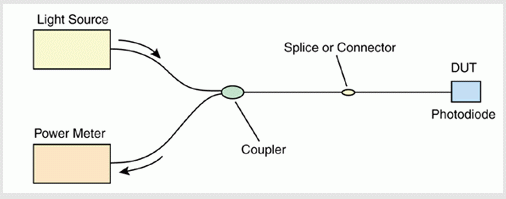 Light Source
Splice or Connector
DUT
Photodiode
Power Meter
Coupler